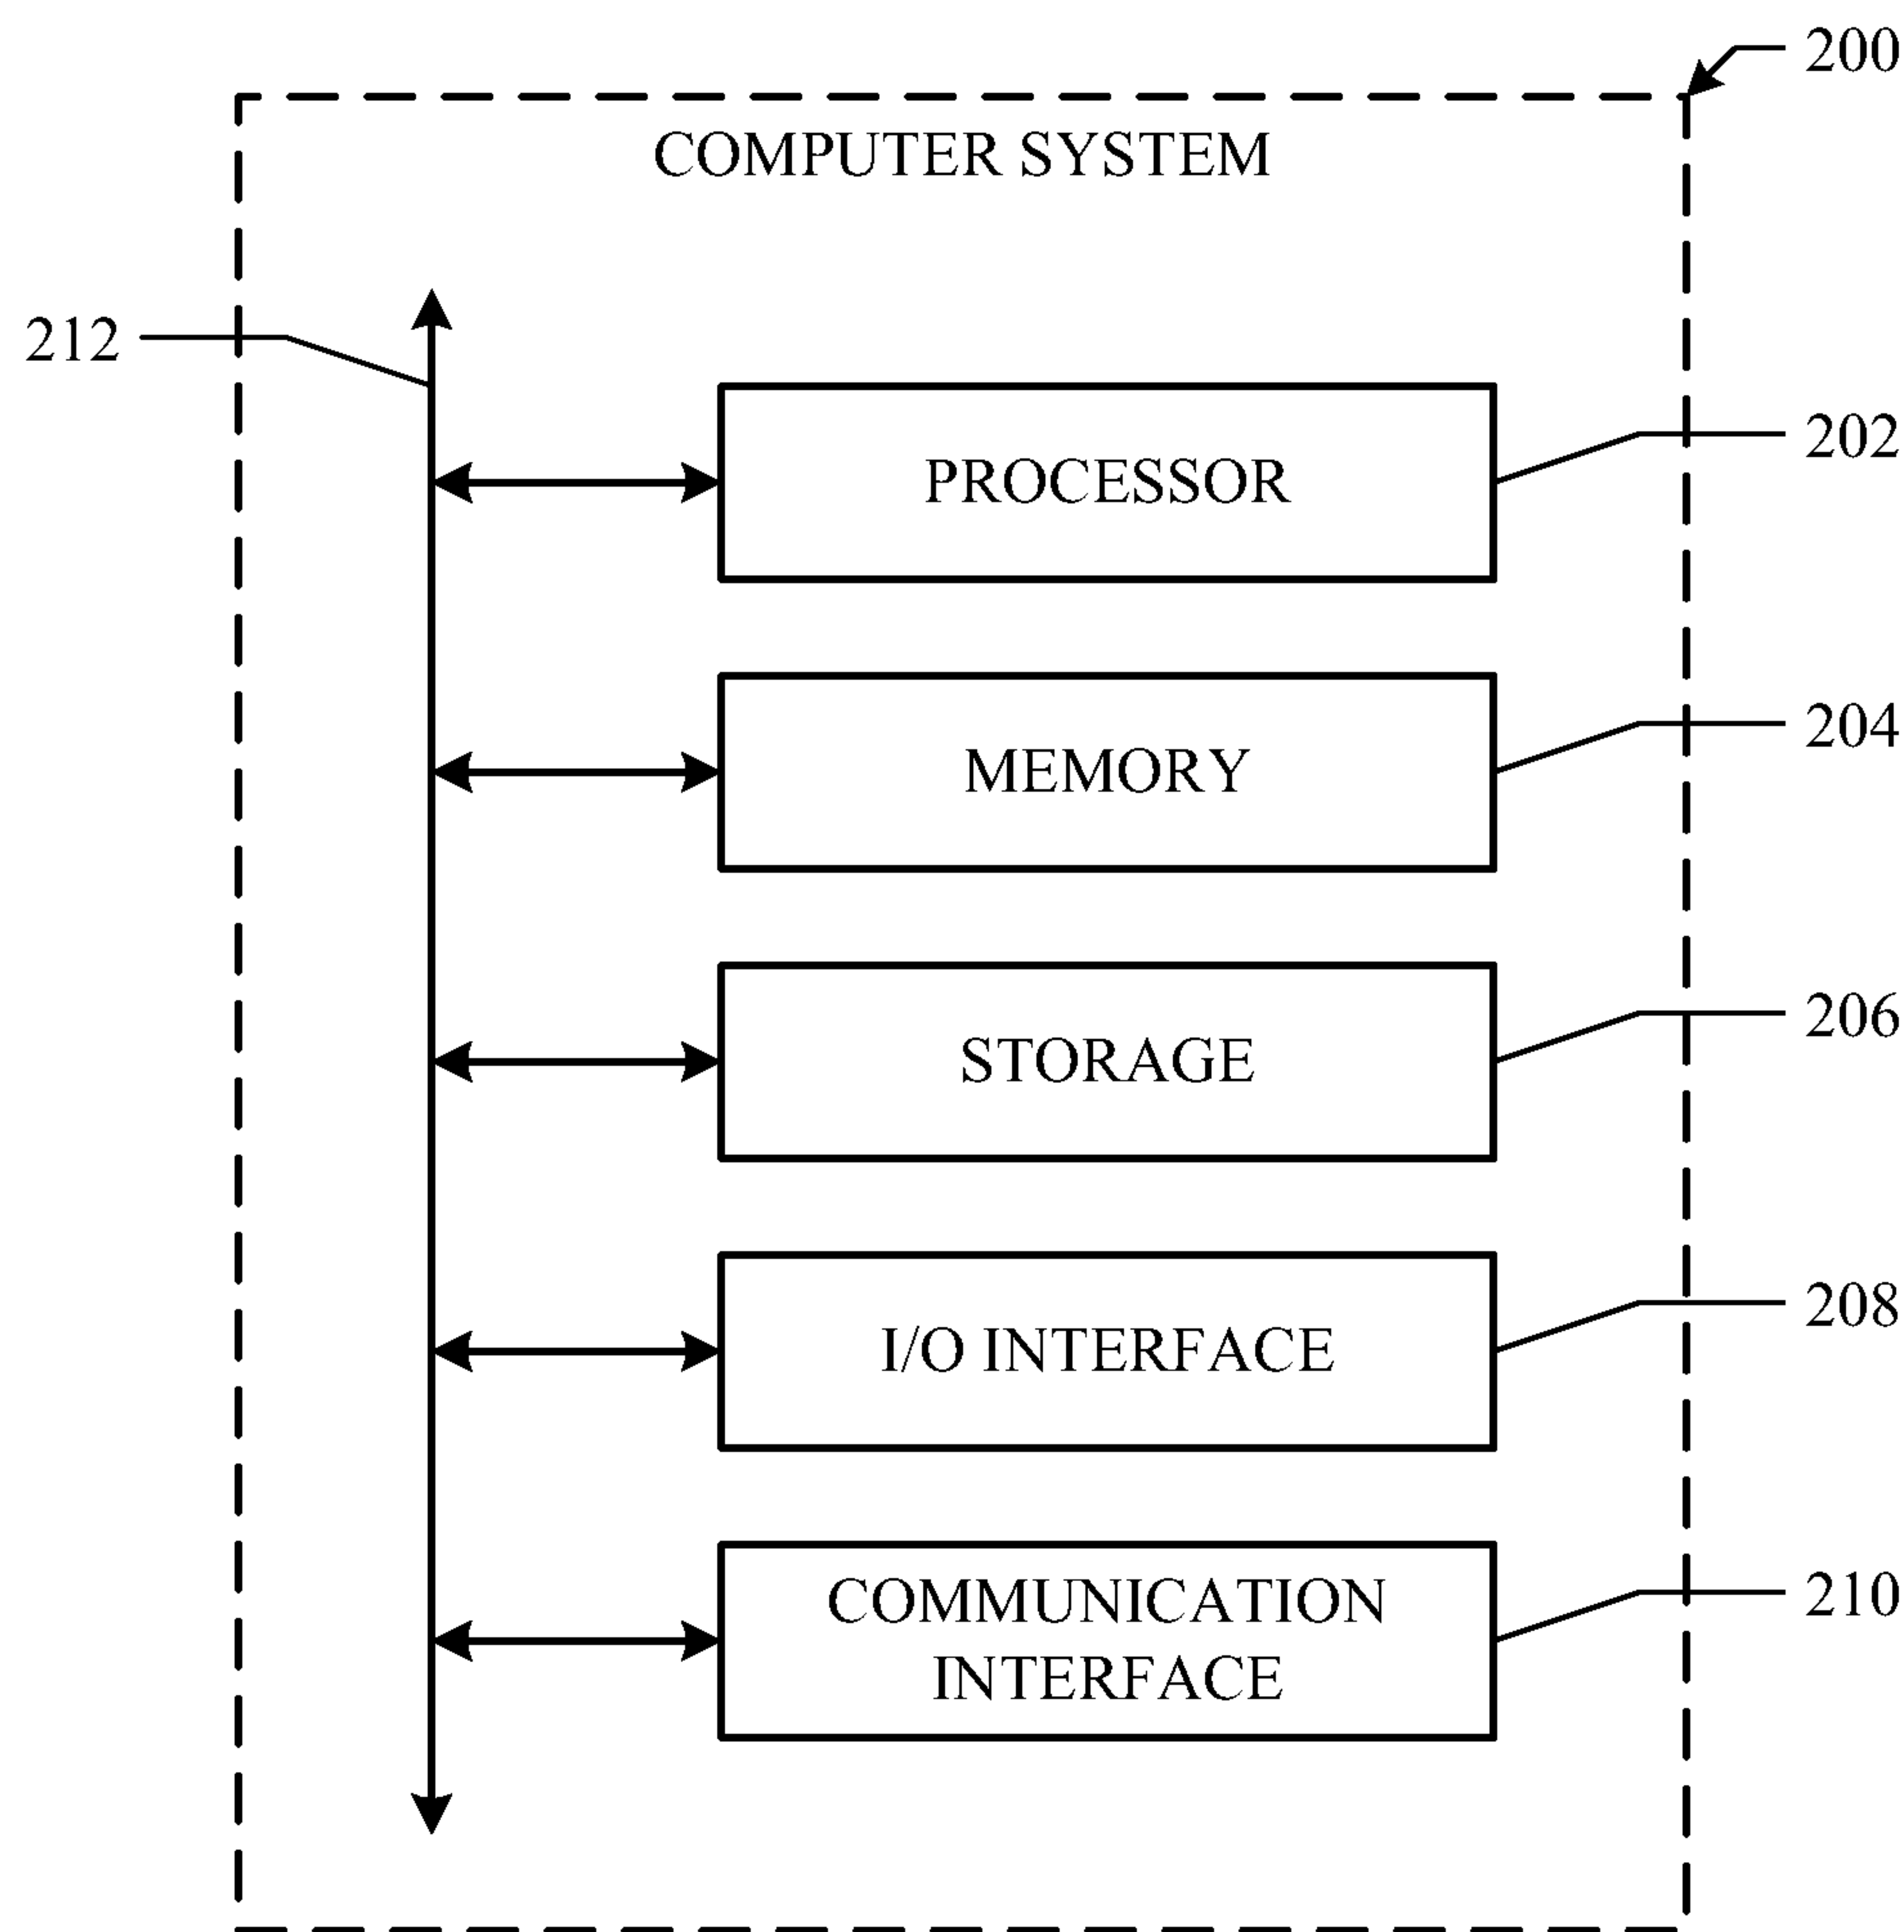 200
COMPUTER SYSTEM
212
PROCESSOR
202
MEMORY
204
STORAGE
206
I/O INTERFACE
208
COMMUNICATION
INTERFACE
210